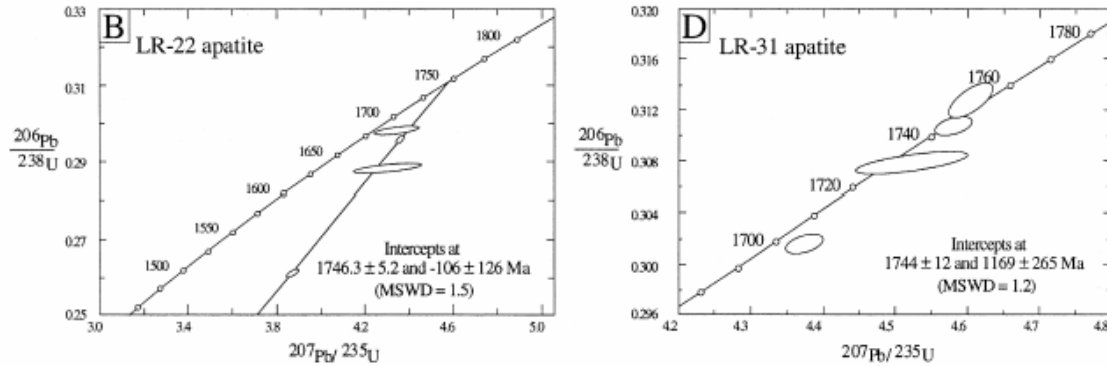 B
LR-22 apatite
0.33
0.31
0.29
0.27
0.25
206Pb
238U
1800
1750
1700
1650
1600
1550
1500
Intercepts at
1746.3 ± 5.2 and -106 ± 126 Ma
(MSWD = 1.5)
3.0 3.4 3.8 4.2 4.6 5.0
207Pb/ 235U
D
LR-31 apatite
0.320
0.316
0.312
0.308
0.304
0.300
0.296
206Pb
238U
1780
1760
1740
1720
1700
Intercepts at
1744 ± 12 and 1169 ± 265 Ma
(MSWD = 1.2)
4.2 4.3 4.4 4.5 4.6 4.7 4.8
207Pb/ 235U